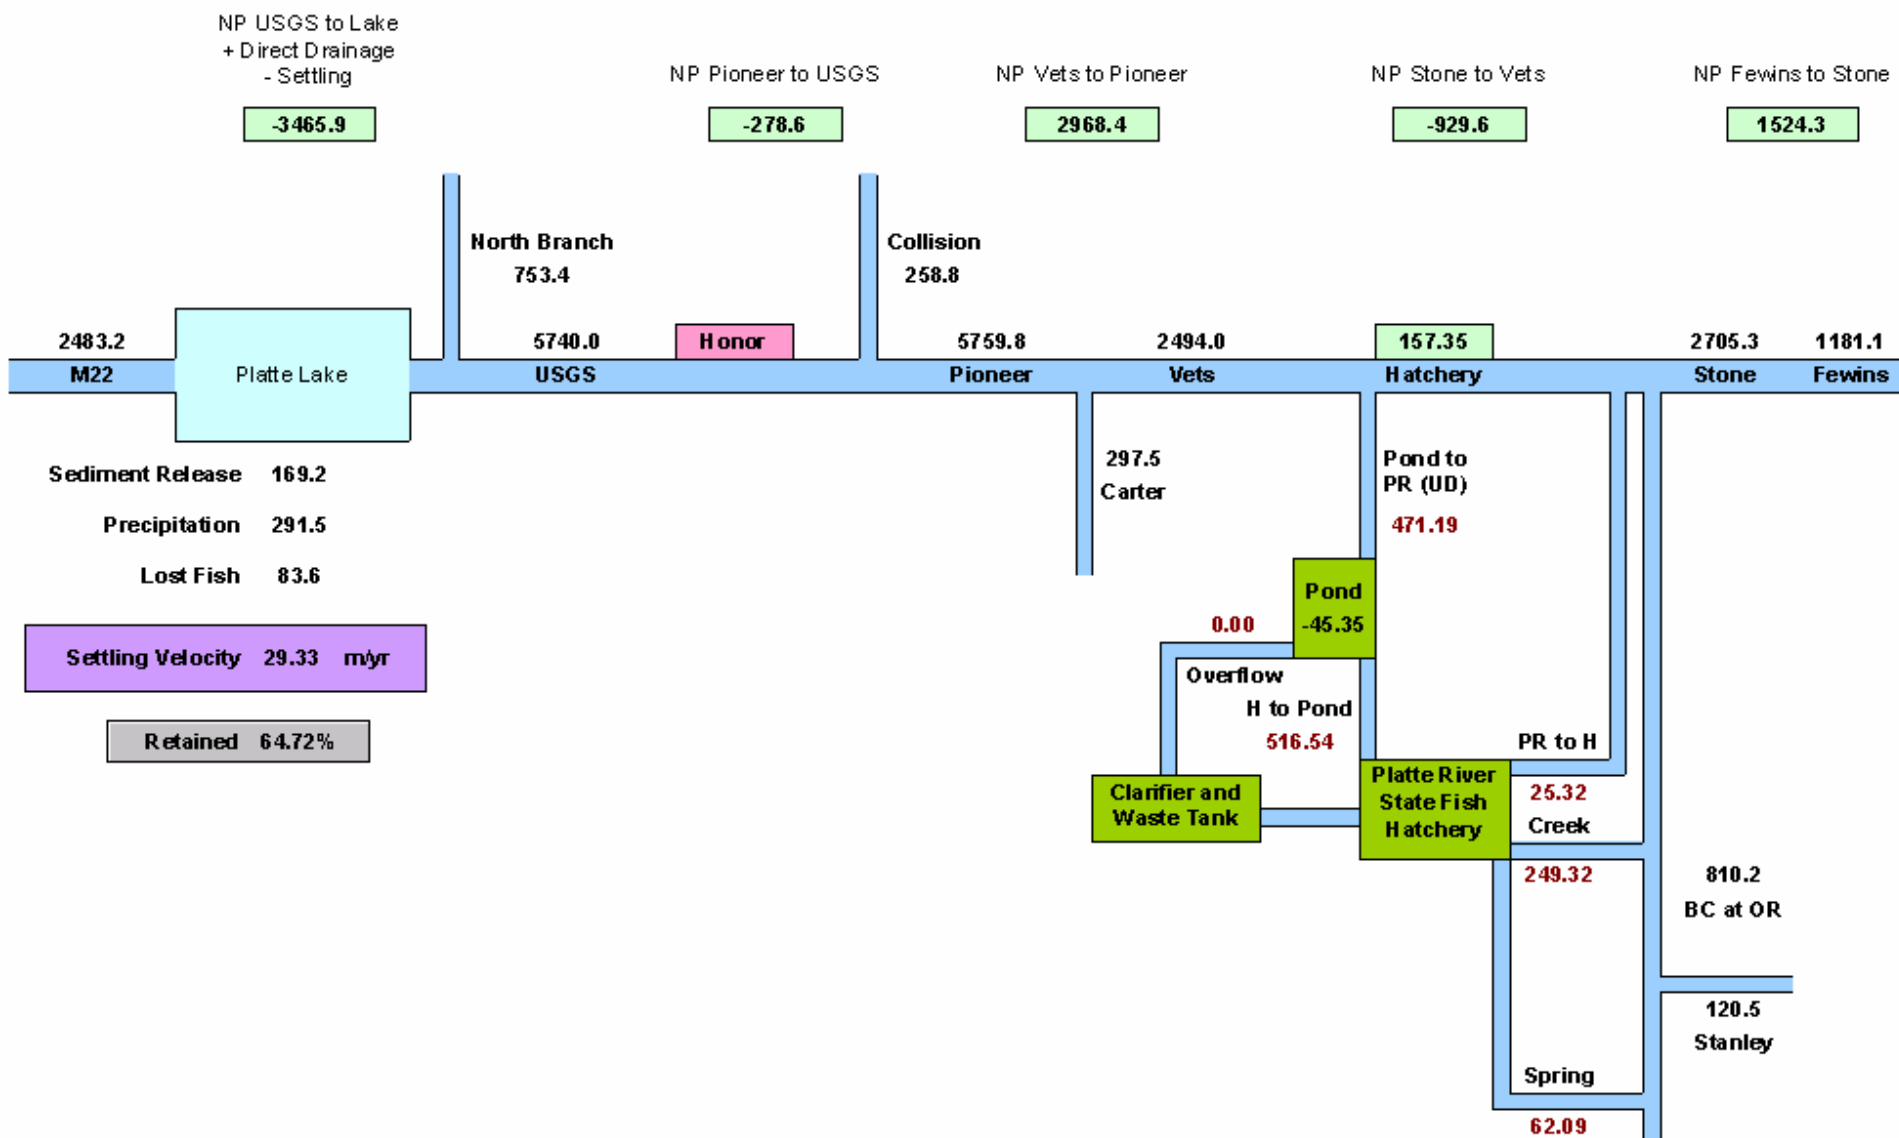 NP USGS to Lake
+ Direct Drainage
- Settling
NP Pioneer to USGS
NP Vets to Pioneer
NP Stone to Vets
NP Fewins to Stone
-3465.9
-278.6
2968.4
-929.6
1524.3
North Branch
753.4
Collision
258.8
2483.2
5740.0
Honor
5759.8
2494.0
157.35
2705.3
1181.1
M22
Platte Lake
USGS
Pioneer
Vets
Hatchery
Stone
Fewins
Sediment Release 169.2
Precipitation 291.5
Lost Fish 83.6
Settling Velocity 29.33 m/yr
Retained 64.72%
297.5
Carter
Pond to
PR (UD)
471.19
Pond
-45.35
0.00
Overflow
H to Pond
516.54
PR to H
Clarifier and
Waste Tank
Platte River
State Fish
Hatchery
25.32
Creek
249.32
810.2
BC at OR
120.5
Stanley
Spring
62.09